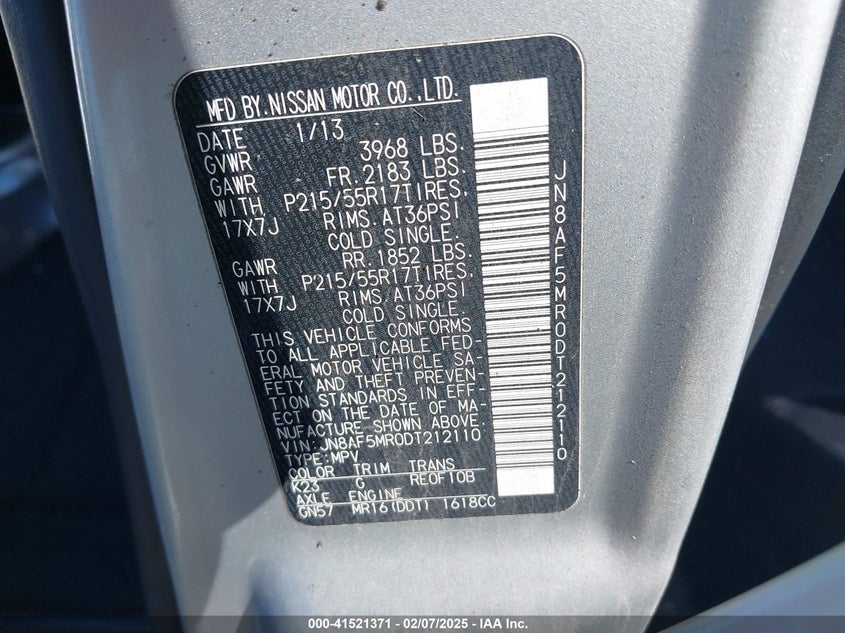 MFD BY.NISSAN MOTOR CO.,LTD.
DATE 1/13
GVWR 3968 LBS.
GAWR FR 2183 LBS.
WITH P215/55R17TIRES,
17X7J RIMS.AT36PSI
COLD SINGLE.
GAWR RR. 1852 LBS.
WITH P215/55R17TIRES,
17X7J RIMS.AT36PSI
COLD SINGLE.
THIS VEHICLE CONFORMS
TO ALL APPLICABLE FED-
ERAL MOTOR VEHICLE SA-
FETY AND THEFT PREVEN-
TION STANDARDS IN EFF-
ECT ON THE DATE OF MA-
NUFACTURE SHOWN ABOVE.
VIN:JN8AF5MR0DT212110
TYPE:MPV
COLOR TRIM TRANS
K23 G RE0F10B
AXLE ENGINE
GN57 MR16(DDT) 1618CC
JN8AF5MR0DT212110
000-41521371 - 02/07/2025 - IAA Inc.